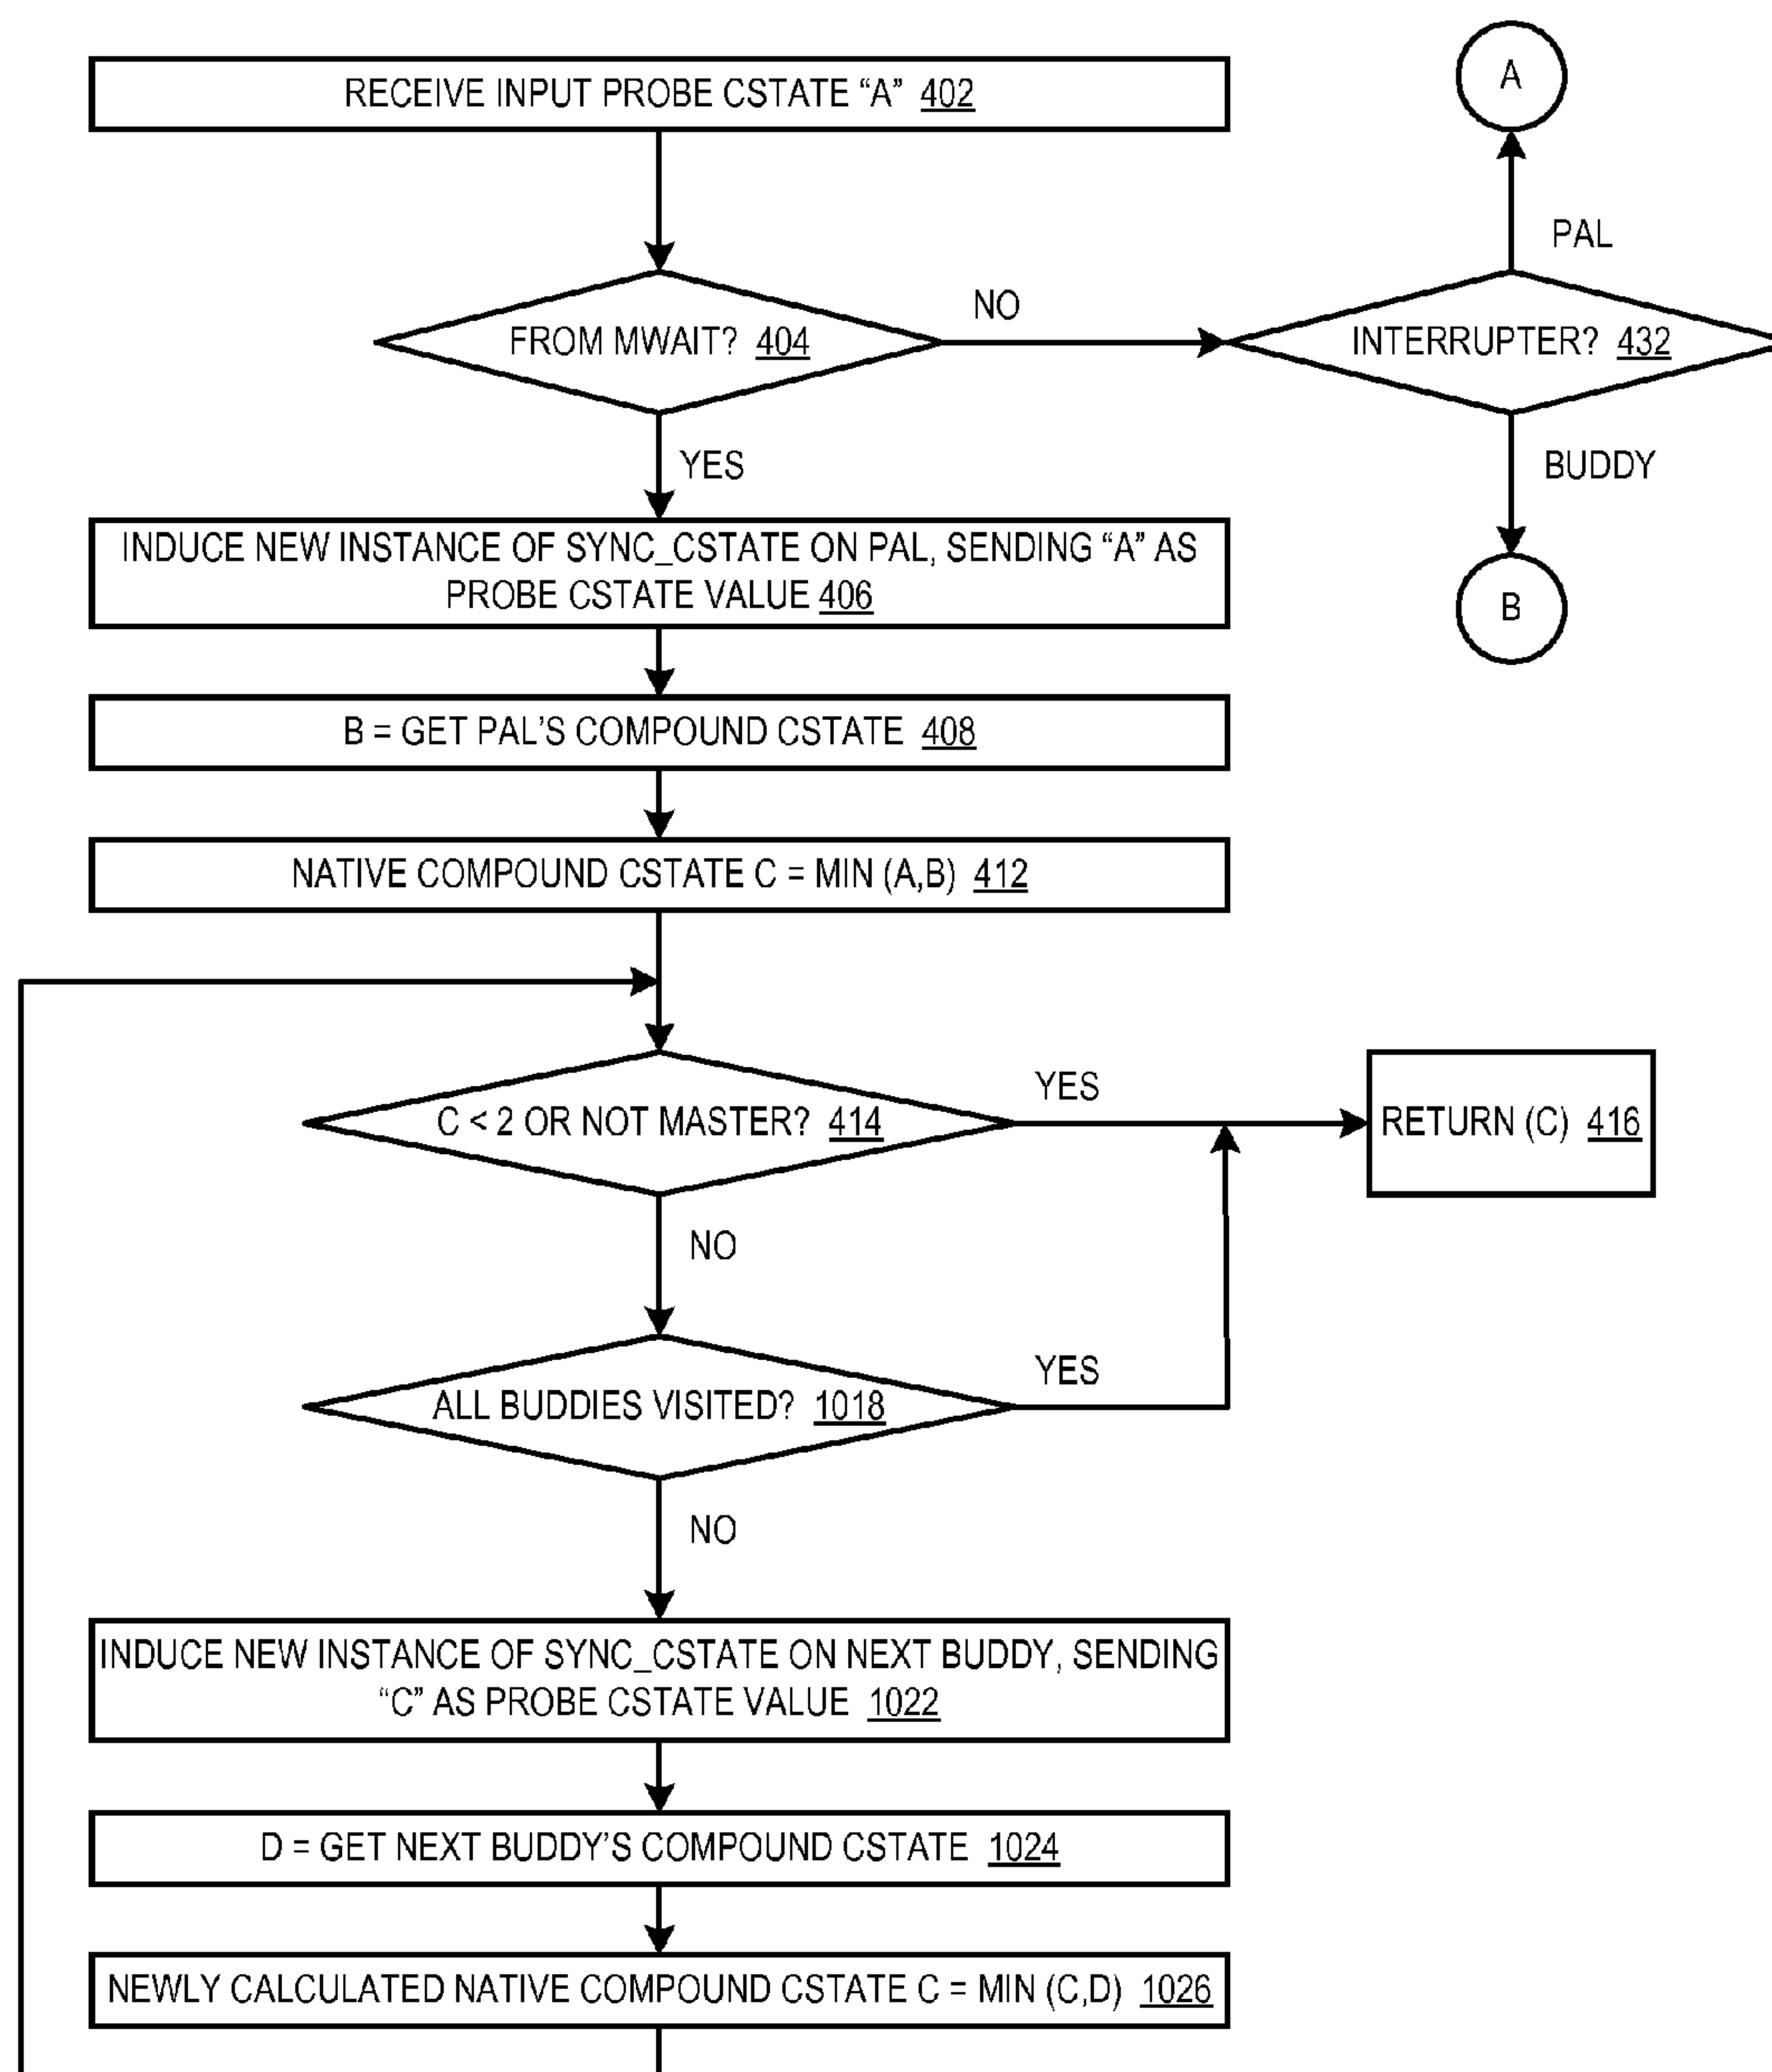 RECEIVE INPUT PROBE CSTATE “A” 402
A
PAL
FROM MWAIT? 404
NO
INTERRUPTER? 432
YES
BUDDY
INDUCE NEW INSTANCE OF SYNC_CSTATE ON PAL, SENDING “A” AS
PROBE CSTATE VALUE 406
B
B = GET PAL’S COMPOUND CSTATE 408
NATIVE COMPOUND CSTATE C = MIN (A,B) 412
C < 2 OR NOT MASTER? 414
YES
RETURN (C) 416
NO
ALL BUDDIES VISITED? 1018
YES
NO
INDUCE NEW INSTANCE OF SYNC_CSTATE ON NEXT BUDDY, SENDING
“C” AS PROBE CSTATE VALUE 1022
D = GET NEXT BUDDY’S COMPOUND CSTATE 1024
NEWLY CALCULATED NATIVE COMPOUND CSTATE C = MIN (C,D) 1026